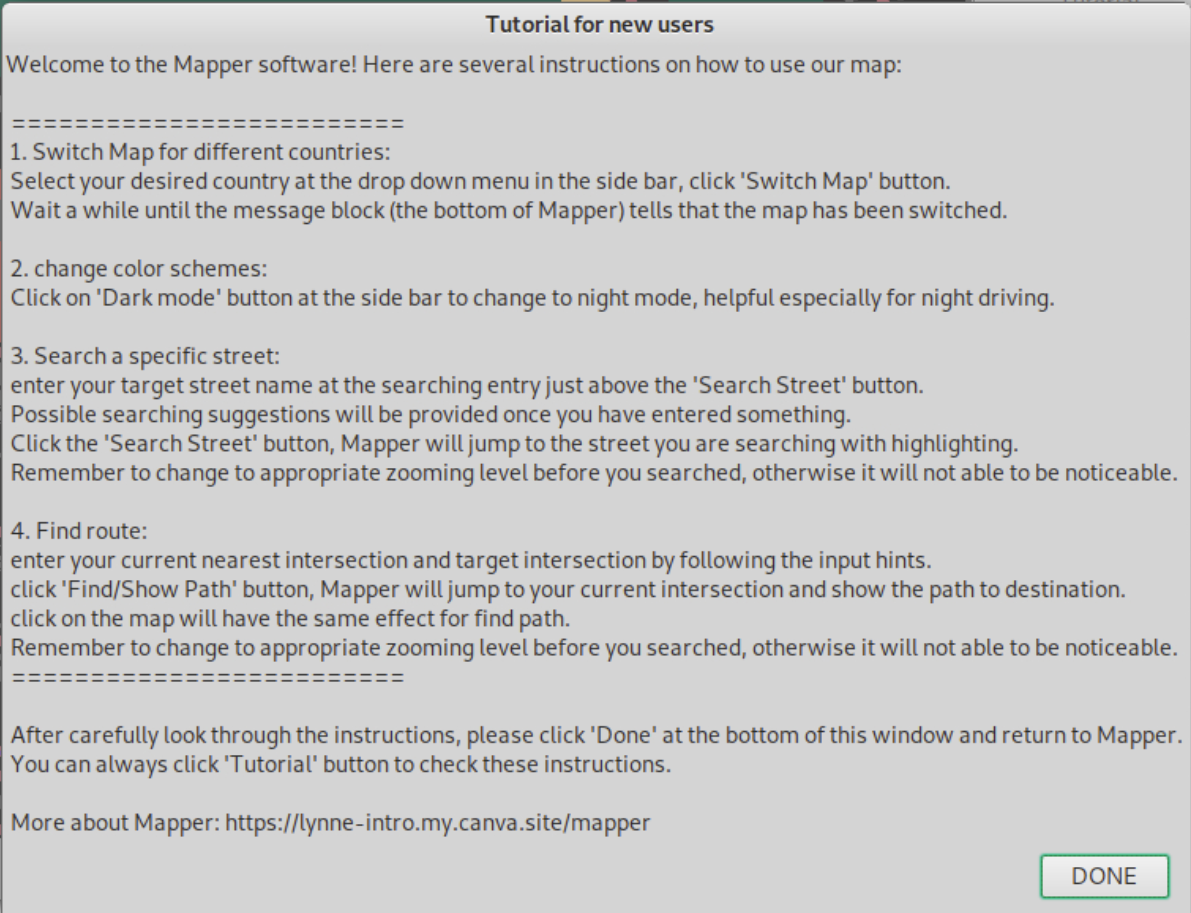 Tutorial for new users
Welcome to the Mapper software! Here are several instructions on how to use our map:
=========================
1. Switch Map for different countries:
Select your desired country at the drop down menu in the side bar, click 'Switch Map' button.
Wait a while until the message block (the bottom of Mapper) tells that the map has been switched.
2. change color schemes:
Click on 'Dark mode' button at the side bar to change to night mode, helpful especially for night driving.
3. Search a specific street:
enter your target street name at the searching entry just above the 'Search Street' button.
Possible searching suggestions will be provided once you have entered something.
Click the 'Search Street' button, Mapper will jump to the street you are searching with highlighting.
Remember to change to appropriate zooming level before you searched, otherwise it will not able to be noticeable.
4. Find route:
enter your current nearest intersection and target intersection by following the input hints.
click 'Find/Show Path' button, Mapper will jump to your current intersection and show the path to destination.
click on the map will have the same effect for find path.
Remember to change to appropriate zooming level before you searched, otherwise it will not able to be noticeable.
=========================
After carefully look through the instructions, please click 'Done' at the bottom of this window and return to Mapper.
You can always click 'Tutorial' button to check these instructions.
More about Mapper: https://lynne-intro.my.canva.site/mapper
DONE